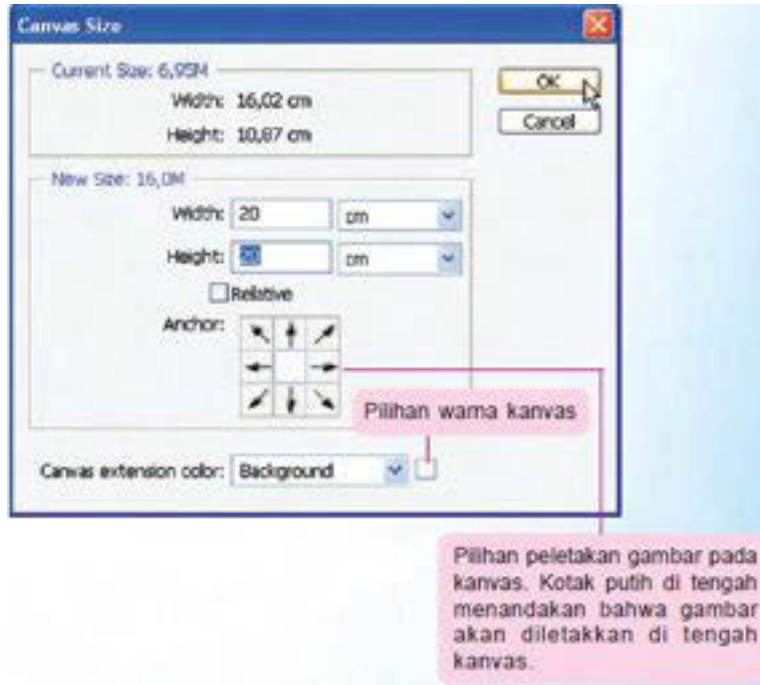 Canvas Size
Current Size: 6,95M
Width: 16,02 cm
Height: 10,87 cm
OK
Cancel
New Size: 16,0M
Width: 20 cm
Height: 20 cm
Relative
Anchor:
Pilihan warna kanvas
Canvas extension color: Background
Pilihan peletakan gambar pada
kanvas. Kotak putih di tengah
menandakan bahwa gambar
akan diletakkan di tengah
kanvas.